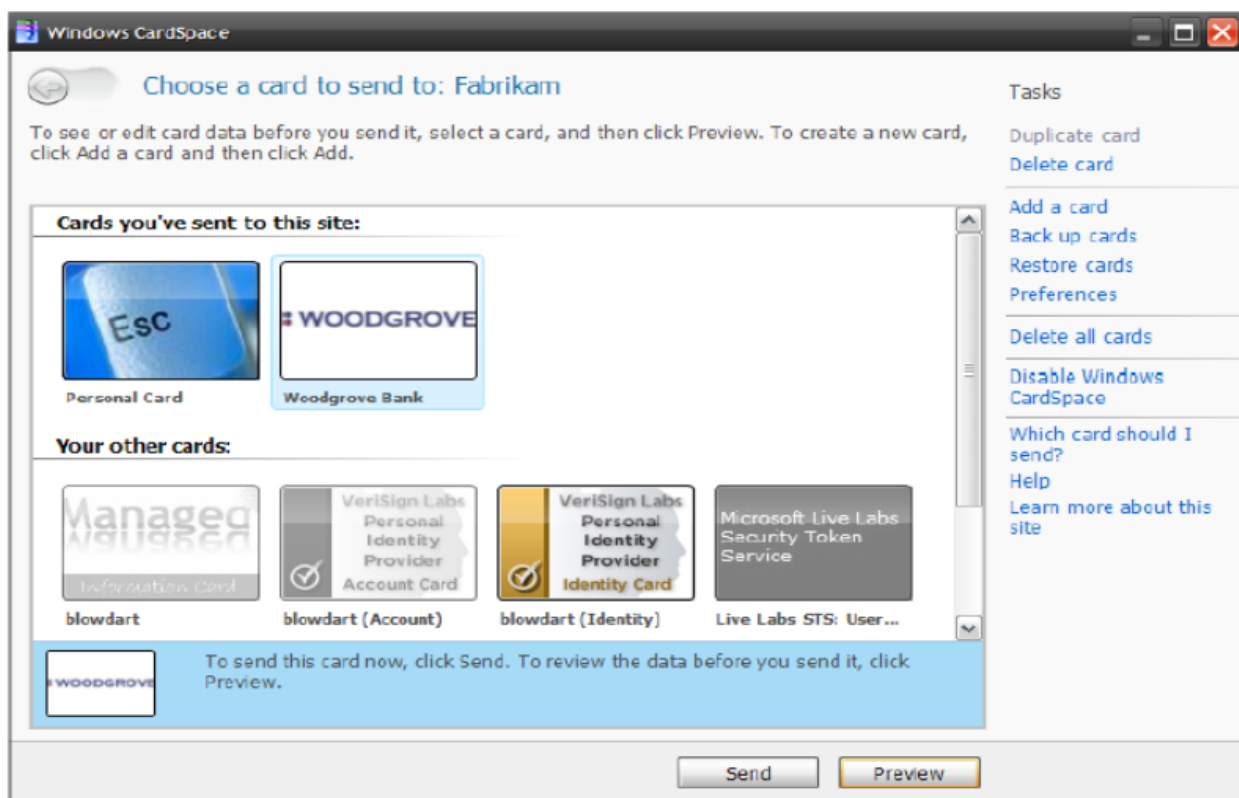 Windows CardSpace
Choose a card to send to: Fabrikam
To see or edit card data before you send it, select a card, and then click Preview. To create a new card,
click Add a card and then click Add.
Cards you've sent to this site:
Esc
WOODGROVE
Personal Card
Woodgrove Bank
Your other cards:
Managed
Information Card
VeriSign Labs
Personal
Identity
Provider
Account Card
VeriSign Labs
Personal
Identity
Provider
Identity Card
Microsoft Live Labs
Security Token
Service
blowdart
blowdart (Account)
blowdart (Identity)
Live Labs STS: User...
WOODGROVE
To send this card now, click Send. To review the data before you send it, click
Preview.
Send
Preview
Tasks
Duplicate card
Delete card
Add a card
Back up cards
Restore cards
Preferences
Delete all cards
Disable Windows
CardSpace
Which card should I
send?
Help
Learn more about this
site